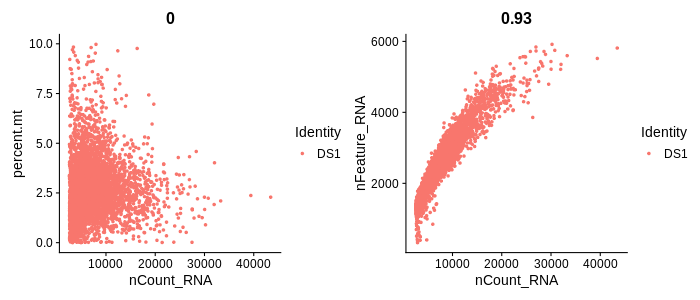 0
percent.mt
10.0
7.5
5.0
2.5
0.0
10000 20000 30000 40000
nCount_RNA
Identity
DS1
0.93
nFeature_RNA
6000
4000
2000
10000 20000 30000 40000
nCount_RNA
Identity
DS1